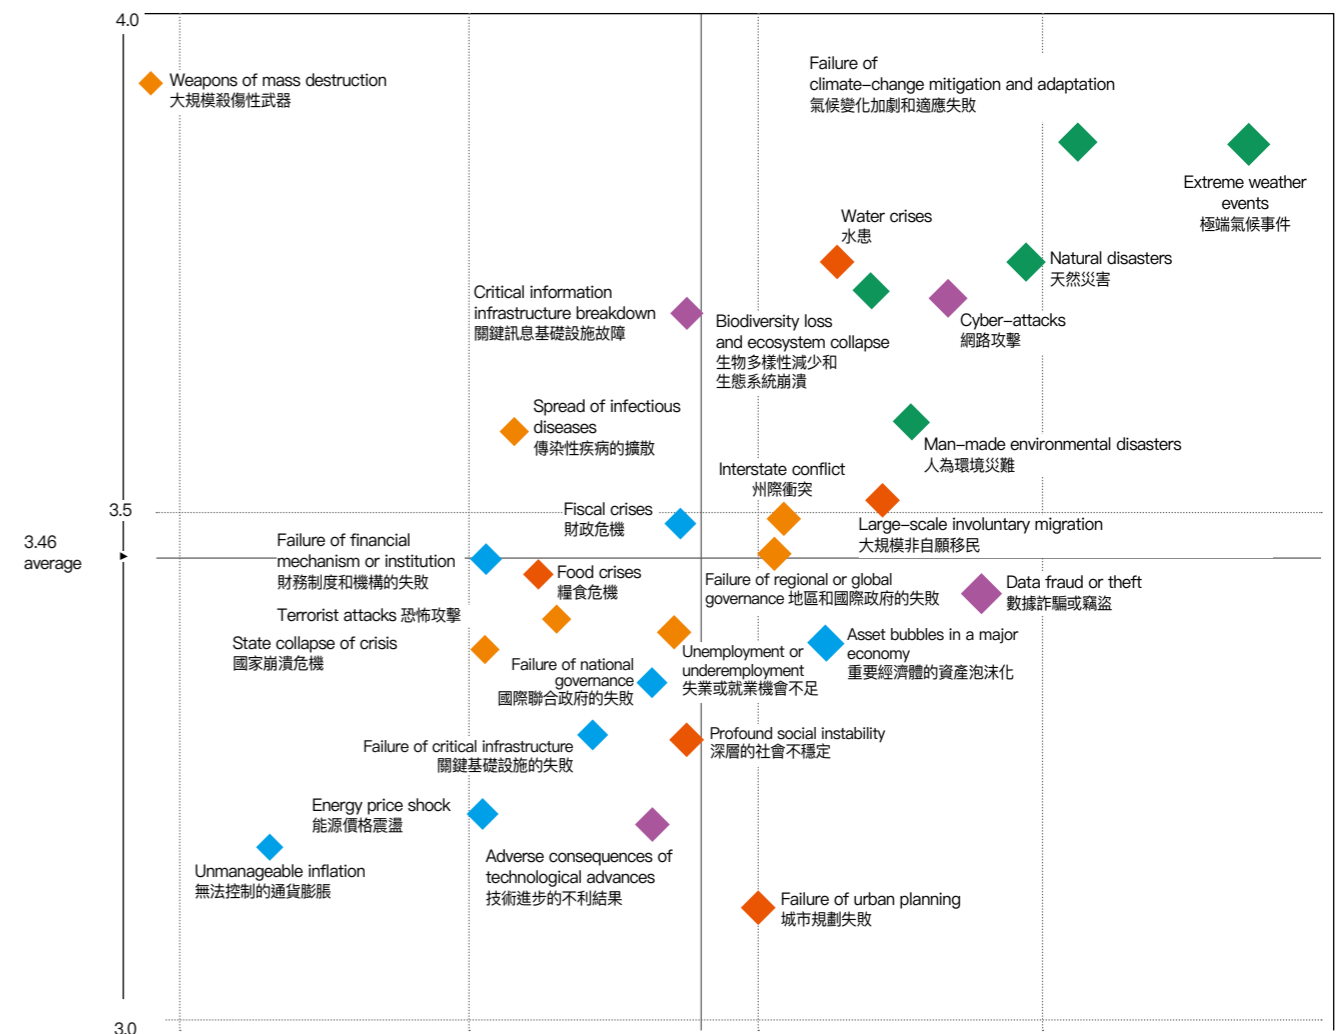 4.0
Weapons of mass destruction
大規模殺傷性武器
Failure of
climate-change mitigation and adaptation
氣候變化加劇和適應失敗
Extreme weather
events
極端氣候事件
Water crises
水患
Natural disasters
天然災害
Critical information
infrastructure breakdown
關鍵訊息基礎設施故障
Biodiversity loss
and ecosystem collapse
生物多樣性減少和
生態系統崩潰
Cyber-attacks
網路攻擊
Spread of infectious
diseases
傳染性疾病的擴散
Man-made environmental disasters
人為環境災難
Interstate conflict
州際衝突
3.5
Fiscal crises
財政危機
Large-scale involuntary migration
大規模非自願移民
3.46
average
Failure of financial
mechanism or institution
財務制度和機構的失敗
Food crises
糧食危機
Failure of regional or global
governance 地區和國際政府的失敗
Data fraud or theft
數據詐騙或竊盜
Terrorist attacks 恐怖攻擊
State collapse of crisis
國家崩潰危機
Unemployment or
underemployment
失業或就業機會不足
Asset bubbles in a major
economy
重要經濟體的資產泡沫化
Failure of national
governance
國際聯合政府的失敗
Failure of critical infrastructure
關鍵基礎設施的失敗
Profound social instability
深層的社會不穩定
Energy price shock
能源價格震盪
Unmanageable inflation
無法控制的通貨膨脹
Adverse consequences of
technological advances
技術進步的不利結果
Failure of urban planning
城市規劃失敗
3.0